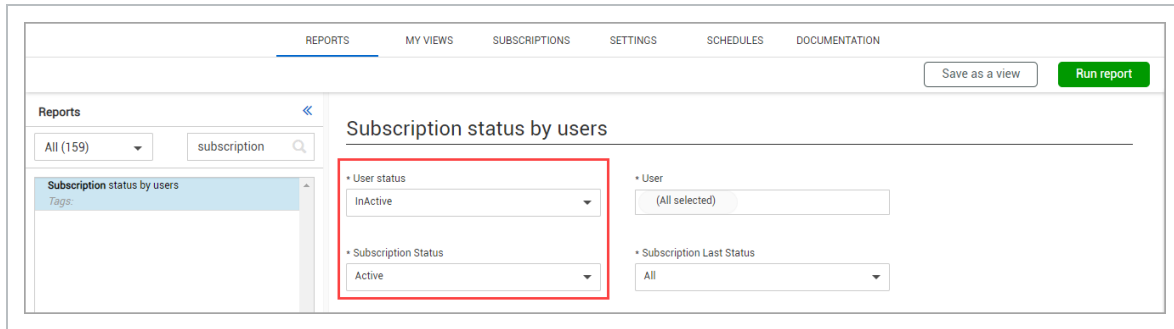 REPORTS MY VIEWS SUBSCRIPTIONS SETTINGS SCHEDULES DOCUMENTATION
Save as a view Run report
Reports
All (159) subscription
Subscription status by users
Tags:
Subscription status by users
* User status * User
InActive (All selected)
* Subscription Status * Subscription Last Status
Active All